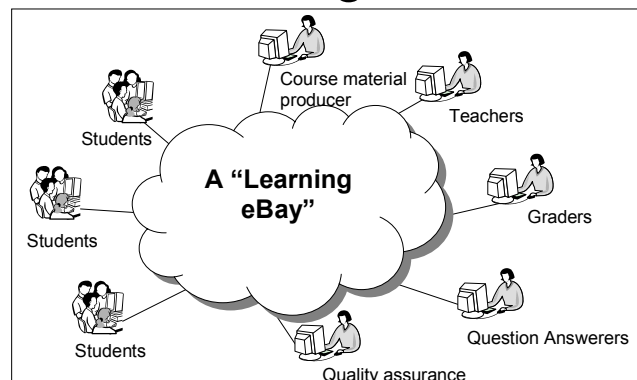 Course material
producer
Teachers
Students
A “Learning
eBay”
Graders
Students
Question Answerers
Students
Quality assurance